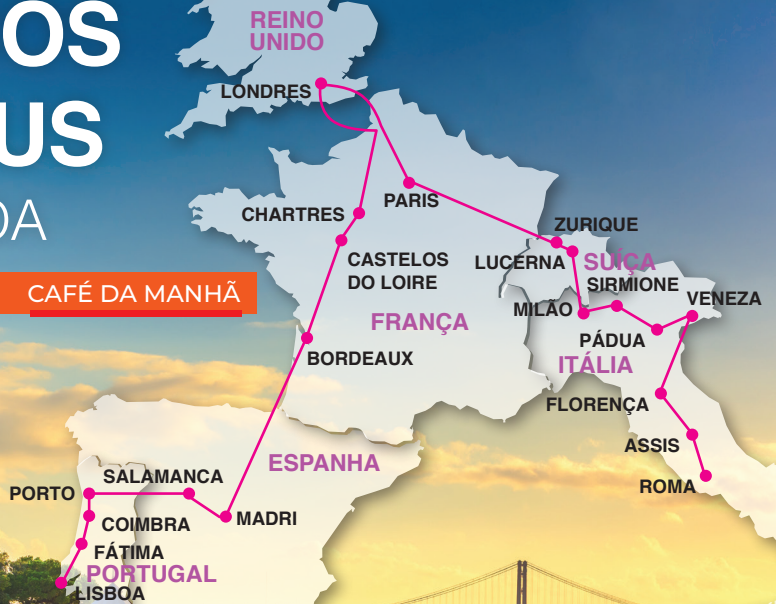 OS
US
DA
CAFÉ DA MANHÃ
REINO
UNIDO
LONDRES
PARIS
CHARTRES
CASTELOS
DO LOIRE
ZURIQUE
LUCERNA
SUÍÇA
SIRMIONE
MILÃO
VENEZA
FRANÇA
PÁDUA
ITÁLIA
BORDEAUX
FLORENÇA
ASSIS
ESPANHA
ROMA
SALAMANCA
PORTO
COIMBRA
MADRI
FÁTIMA
PORTUGAL
LISBOA